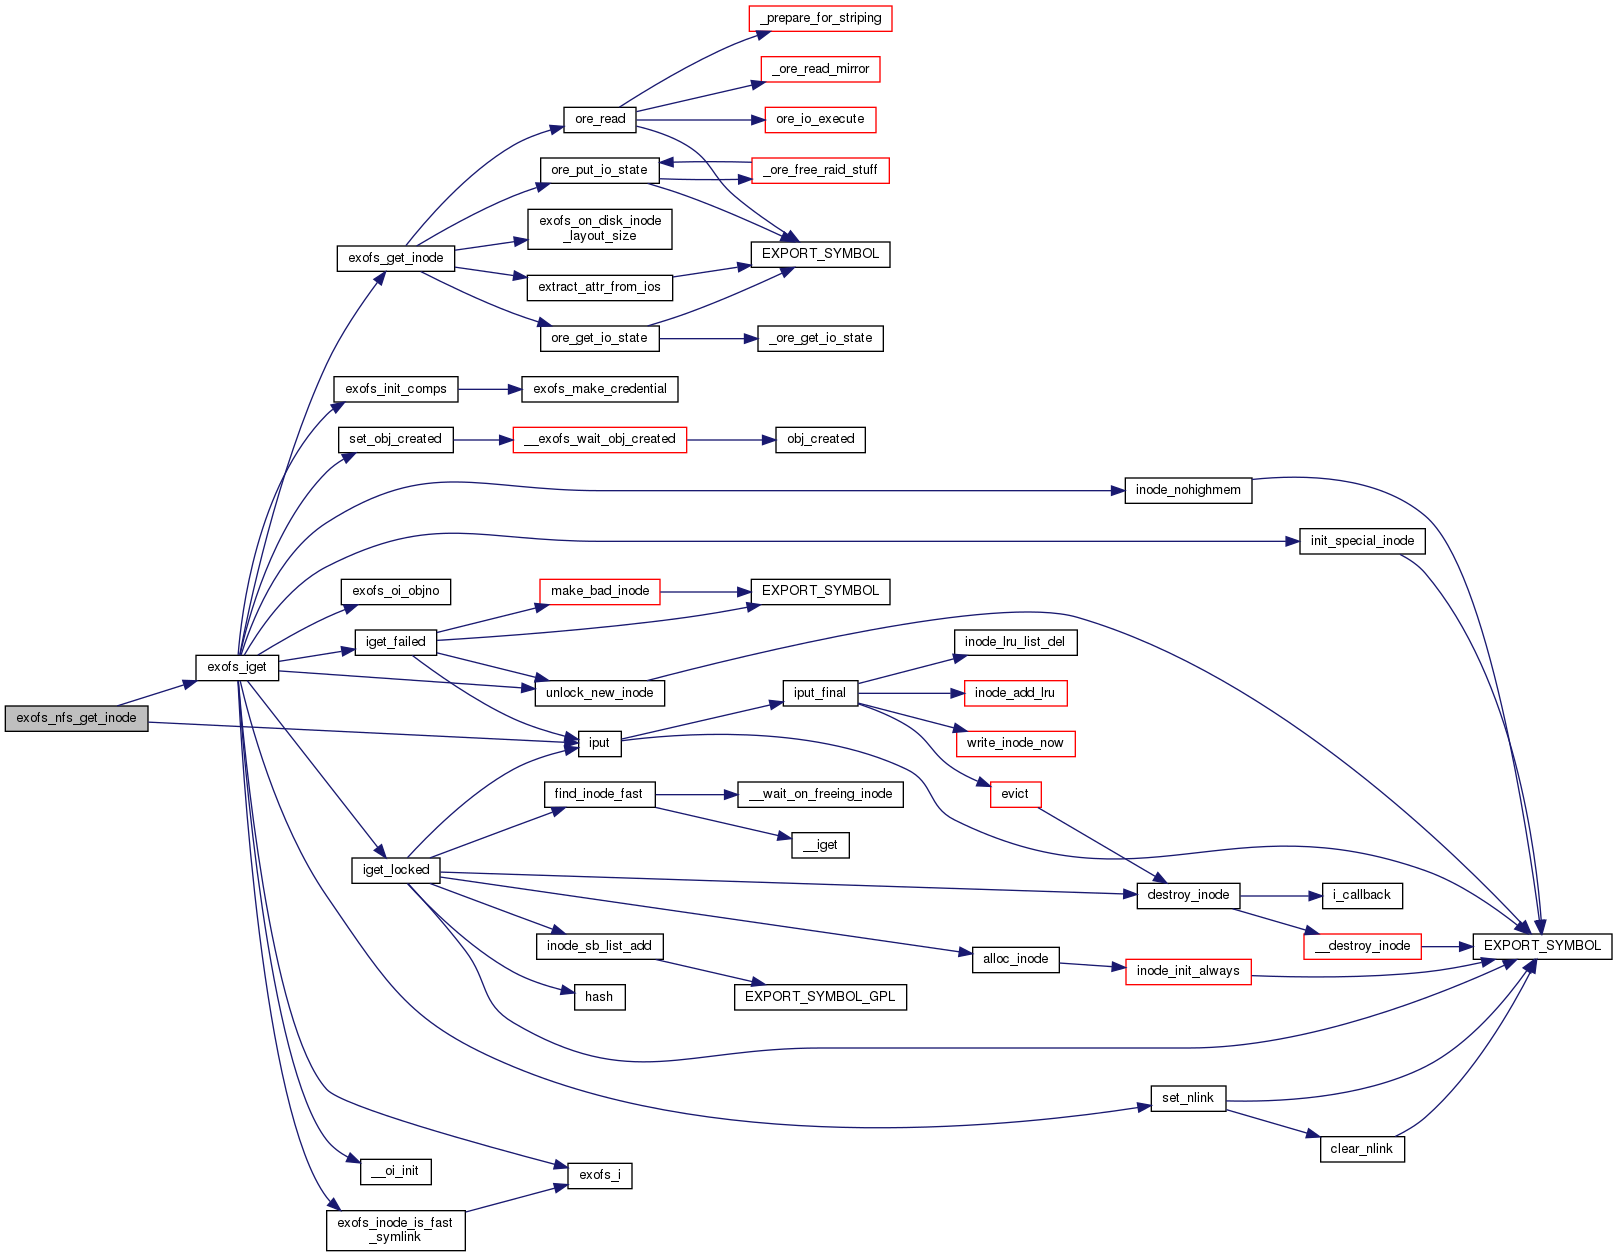 _prepare_for_striping
_ore_read_mirror
ore_read
ore_io_execute
ore_put_io_state
_ore_free_raid_stuff
exofs_on_disk_inode
_layout_size
exofs_get_inode
EXPORT_SYMBOL
extract_attr_from_ios
ore_get_io_state
_ore_get_io_state
exofs_init_comps
exofs_make_credential
set_obj_created
__exofs_wait_obj_created
obj_created
inode_nohighmem
init_special_inode
exofs_oi_objno
make_bad_inode
EXPORT_SYMBOL
iget_failed
inode_lru_list_del
exofs_iget
unlock_new_inode
iput_final
inode_add_lru
exofs_nfs_get_inode
iput
write_inode_now
find_inode_fast
__wait_on_freeing_inode
evict
__iget
iget_locked
destroy_inode
i_callback
inode_sb_list_add
__destroy_inode
EXPORT_SYMBOL
alloc_inode
inode_init_always
hash
EXPORT_SYMBOL_GPL
set_nlink
clear_nlink
__oi_init
exofs_i
exofs_inode_is_fast
_symlink